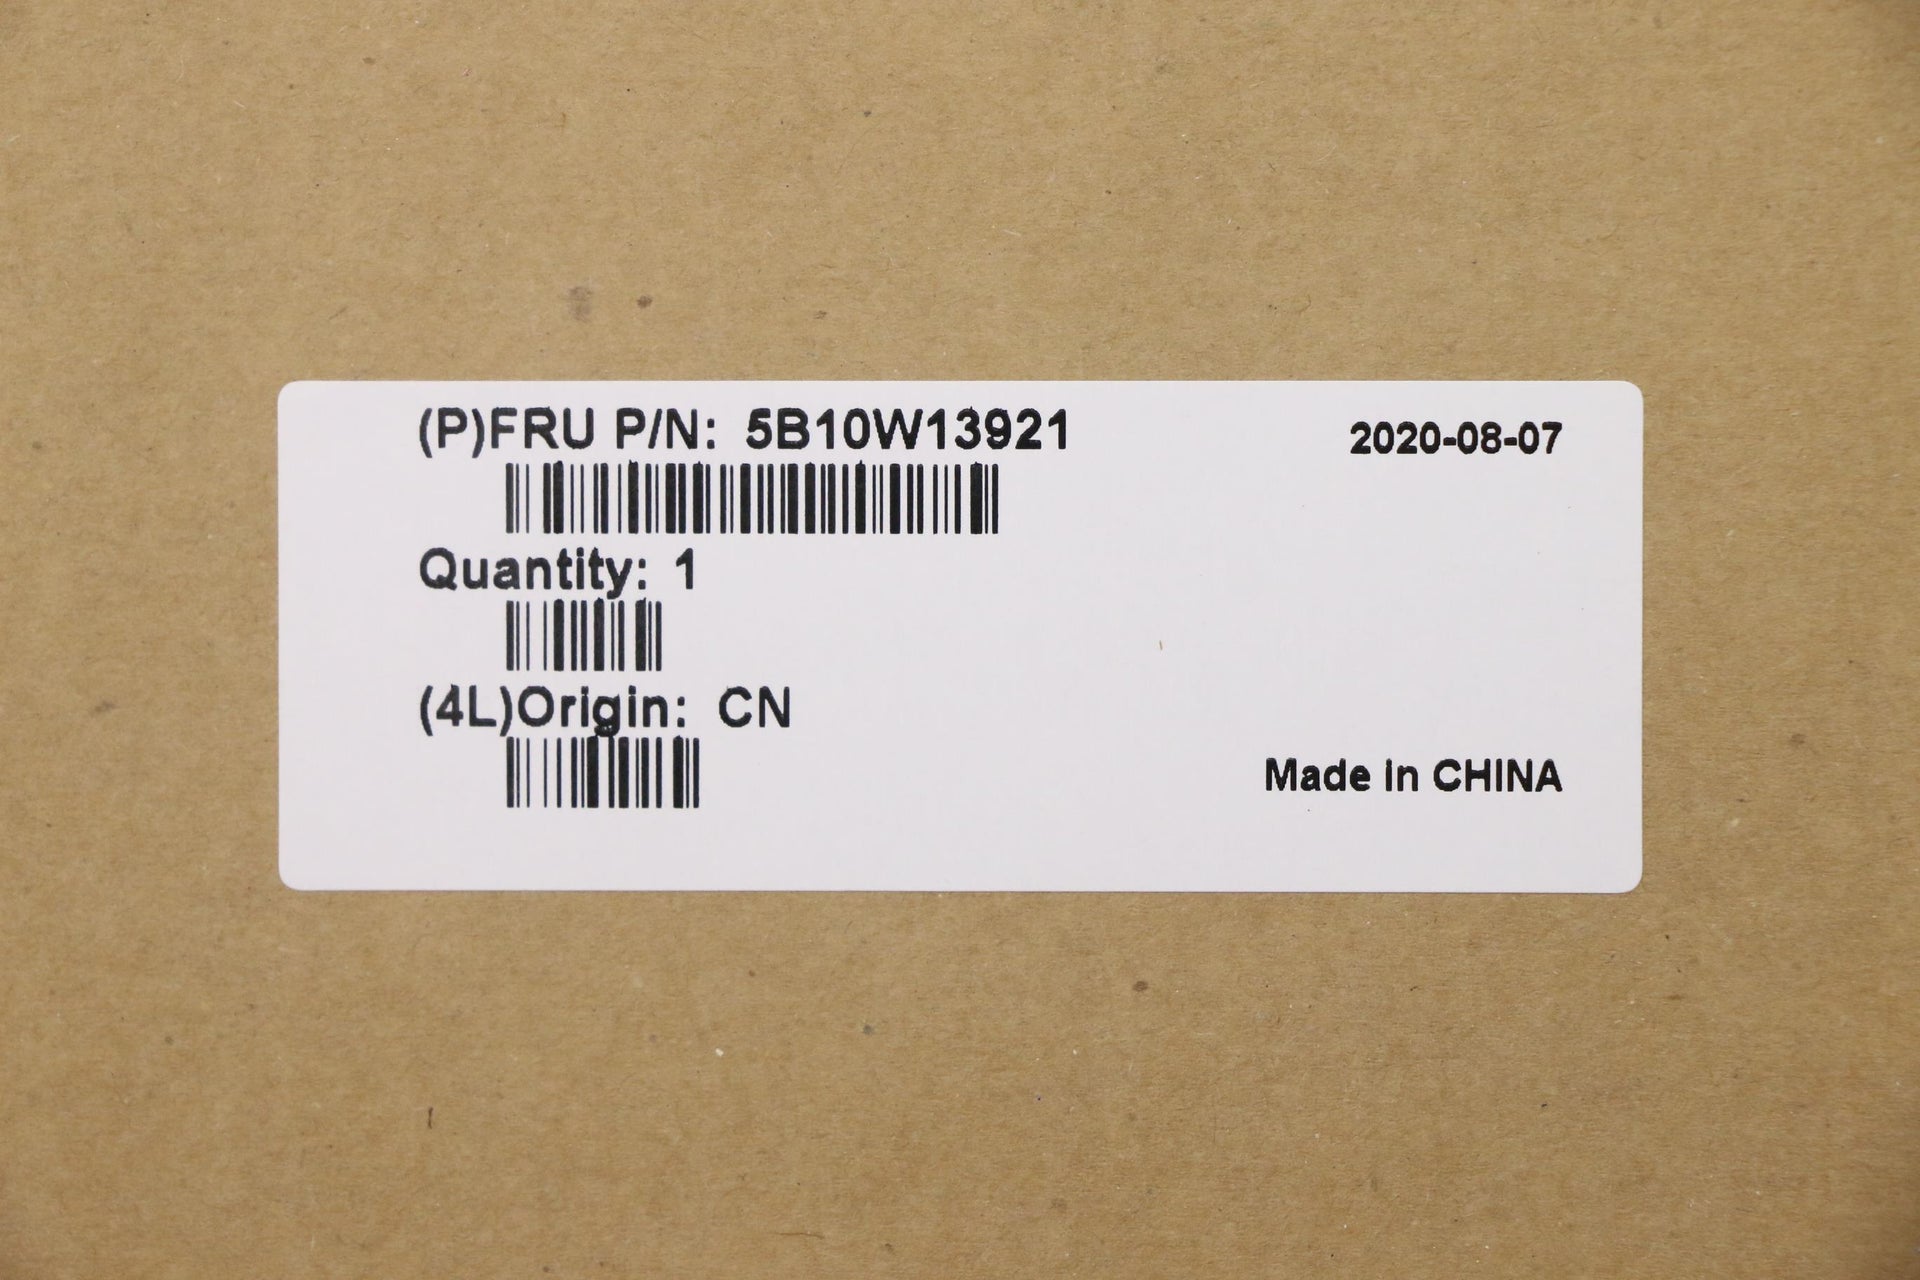 (P)FRU P/N: 5B10W13921
2020-08-07
Quantity: 1
(4L)Origin: CN
Made in CHINA